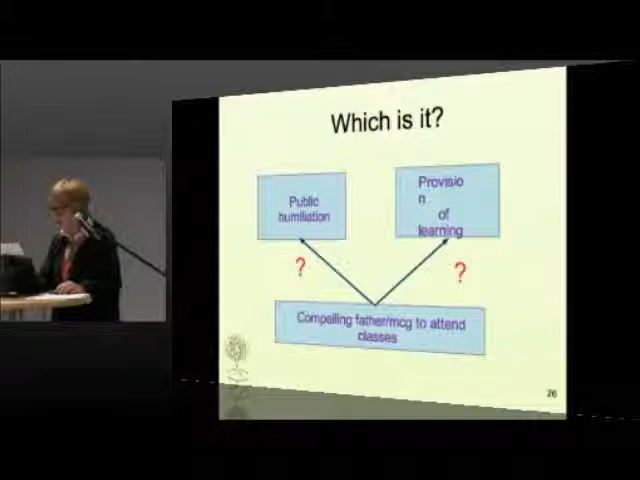 Which is it?
Public
humiliation
Provisio
n
of
learning
?
?
Compelling father/mcg to attend
classes
26